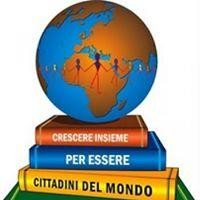 CRESCERE INSIEME
PER ESSERE
CITTADINI DEL MONDO